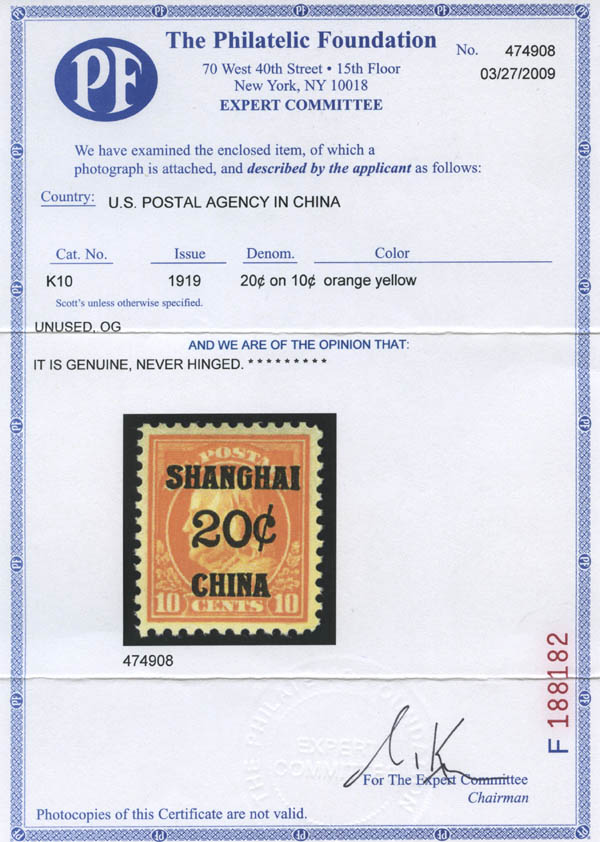 PF
The Philatelic Foundation
70 West 40th Street • 15th Floor
New York, NY 10018
EXPERT COMMITTEE
No. 474908
03/27/2009
We have examined the enclosed item, of which a
photograph is attached, and described by the applicant as follows:
Country: U.S. POSTAL AGENCY IN CHINA
Cat. No. Issue Denom. Color
K10 1919 20¢ on 10¢ orange yellow
Scott's unless otherwise specified.
UNUSED, OG
AND WE ARE OF THE OPINION THAT:
IT IS GENUINE, NEVER HINGED. * * * * * * * * *
POSTA
SHANGHAI
20¢
CHINA
10 CENTS 10
474908
F 188182
EXPERT
COMMITTEE
For The Expert Committee
Chairman
Photocopies of this Certificate are not valid.